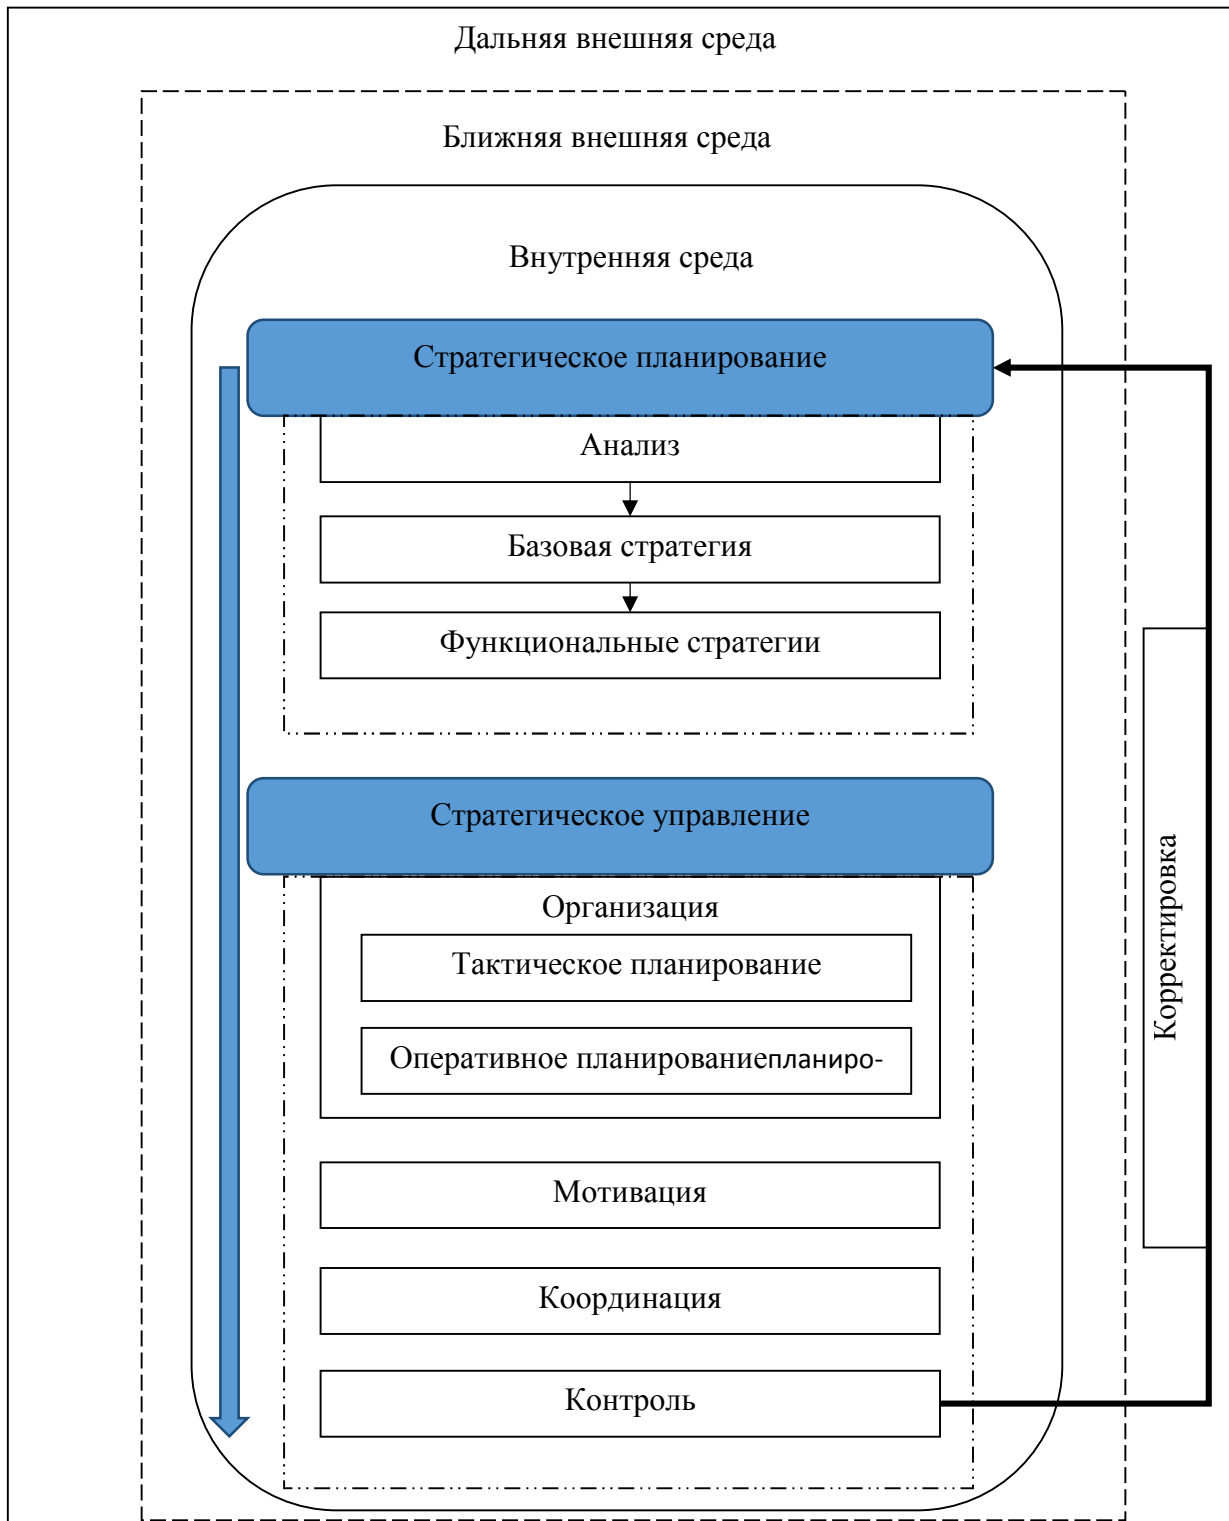 Дальняя внешняя среда
Ближняя внешняя среда
Внутренняя среда
Стратегическое планирование
Анализ
Базовая стратегия
Функциональные стратегии
Стратегическое управление
Организация
Тактическое планирование
Оперативное планированиепланиро-
Мотивация
Координация
Контроль
Корректировка